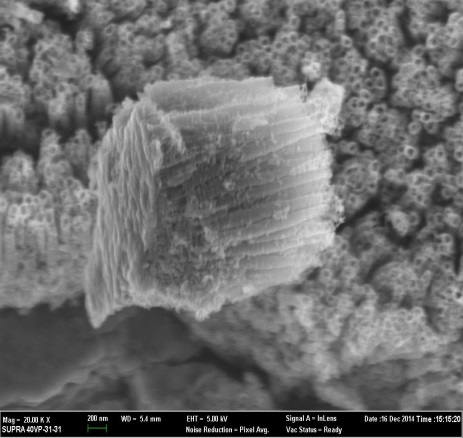 Mag = 20.00 K X 200 nm WD = 5.4 mm EHT = 5.00 kV Signal A = InLens Date :16 Dec 2014 Time :15:15:20
SUPRA 40VP-31-31 Noise Reduction = Pixel Avg. Vac Status = Ready